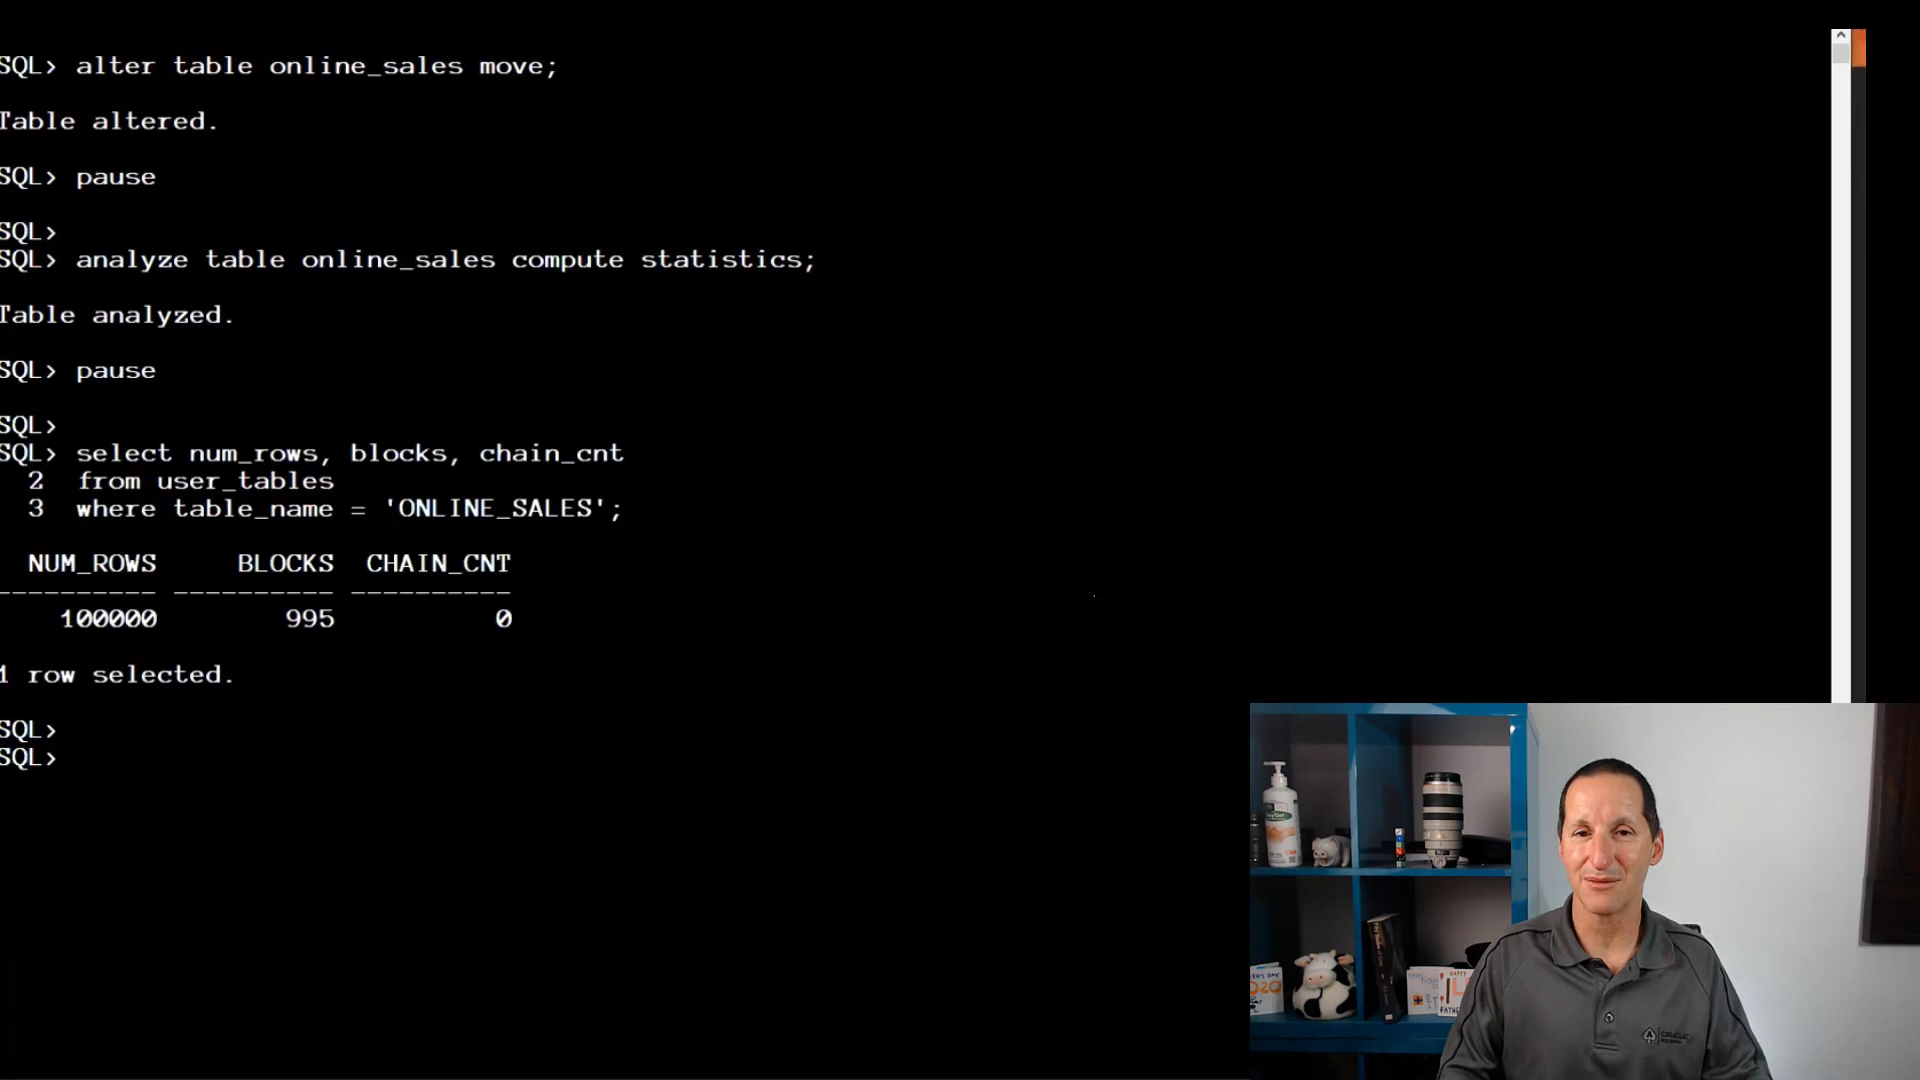 SQL> alter table online_sales move;
Table altered.
SQL> pause
SQL>
SQL> analyze table online_sales compute statistics;
Table analyzed.
SQL> pause
SQL>
SQL> select num_rows, blocks, chain_cnt
2 from user_tables
3 where table_name = 'ONLINE_SALES';
NUM_ROWS BLOCKS CHAIN_CNT
---------- ---------- ----------
100000 995 0
1 row selected.
SQL>
SQL>